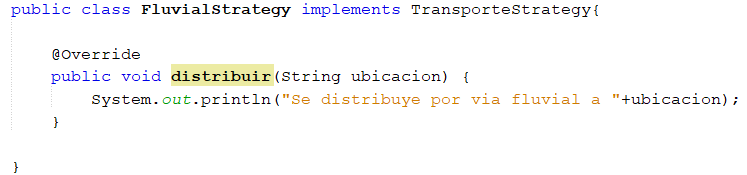 public class FluvialStrategy implements TransporteStrategy{
@Override
public void distribuir(String ubicacion) {
System.out.println("Se distribuye por via fluvial a "+ubicacion);
}
}